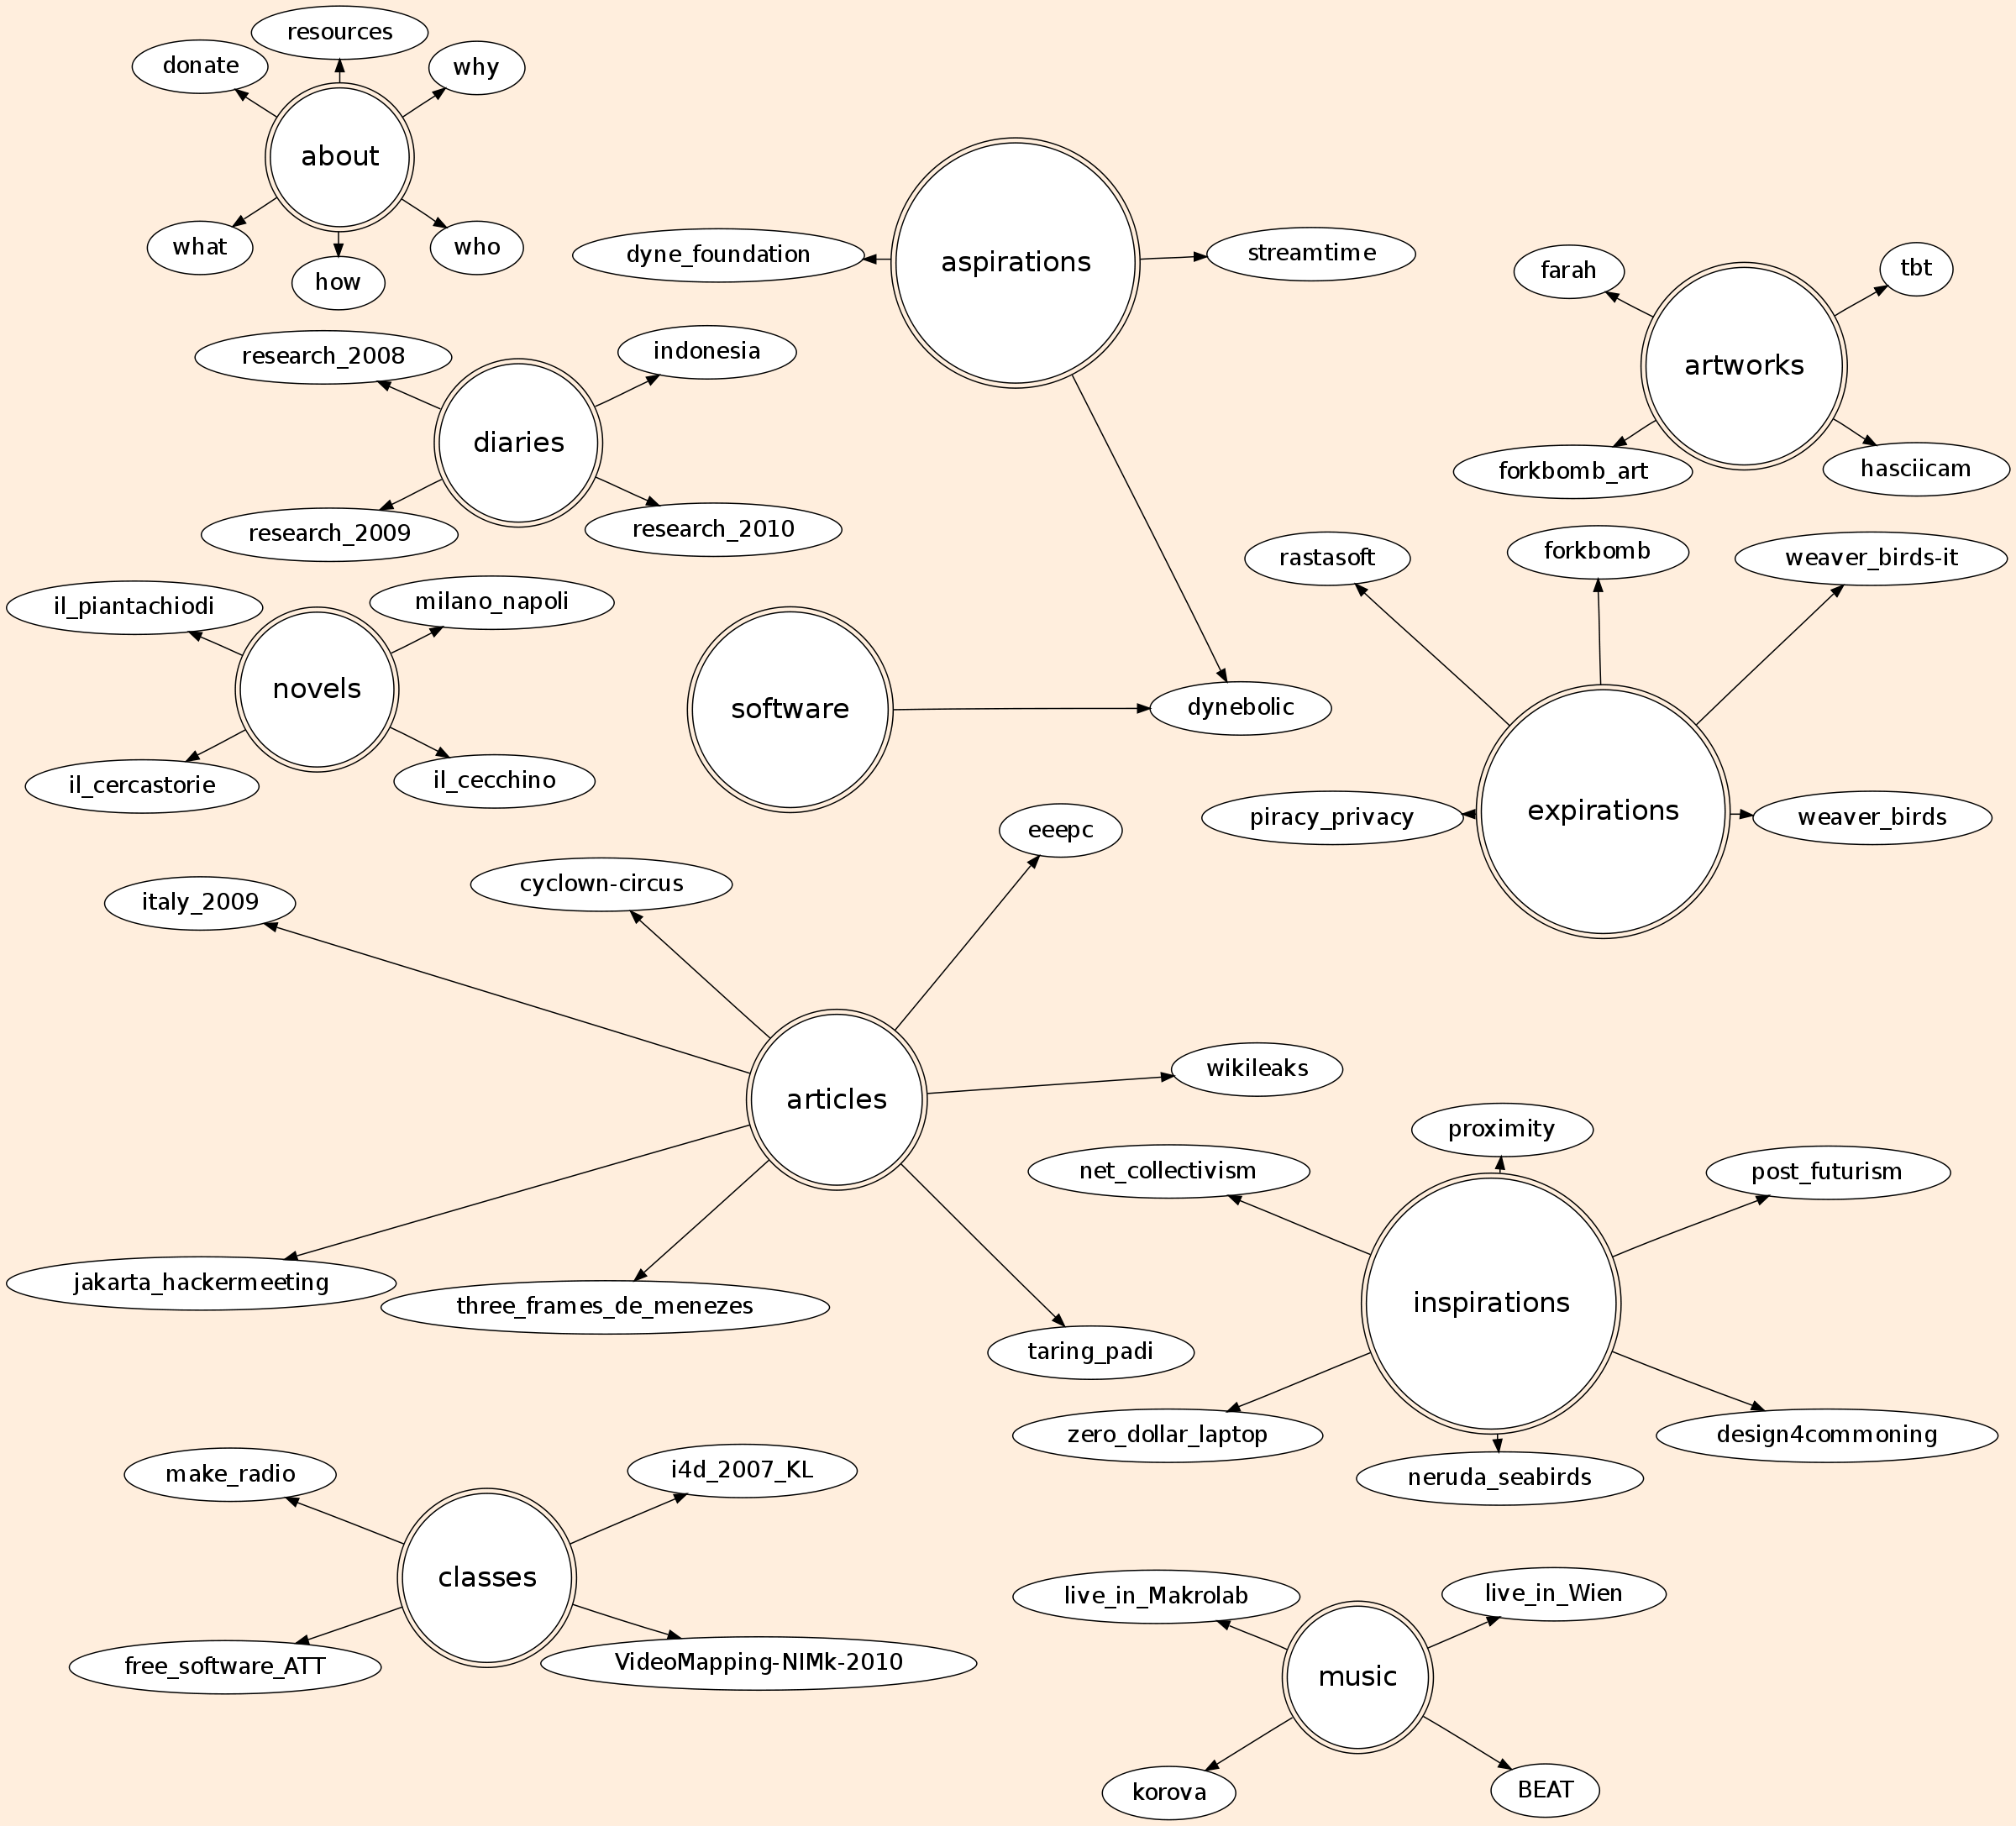 resources
donate
why
about
what
who
how
aspirations
dyne_foundation
streamtime
farah
tbt
artworks
forkbomb_art
hasciicam
research_2008
indonesia
diaries
research_2009
research_2010
rastasoft
forkbomb
weaver_birds-it
il_piantachiodi
milano_napoli
novels
il_cercastorie
il_cecchino
software
dynebolic
piracy_privacy
expirations
weaver_birds
eeepc
cyclown-circus
italy_2009
articles
wikileaks
jakarta_hackermeeting
three_frames_de_menezes
taring_padi
proximity
net_collectivism
post_futurism
inspirations
zero_dollar_laptop
design4commoning
neruda_seabirds
make_radio
i4d_2007_KL
classes
free_software_ATT
VideoMapping-NIMk-2010
live_in_Makrolab
live_in_Wien
music
korova
BEAT